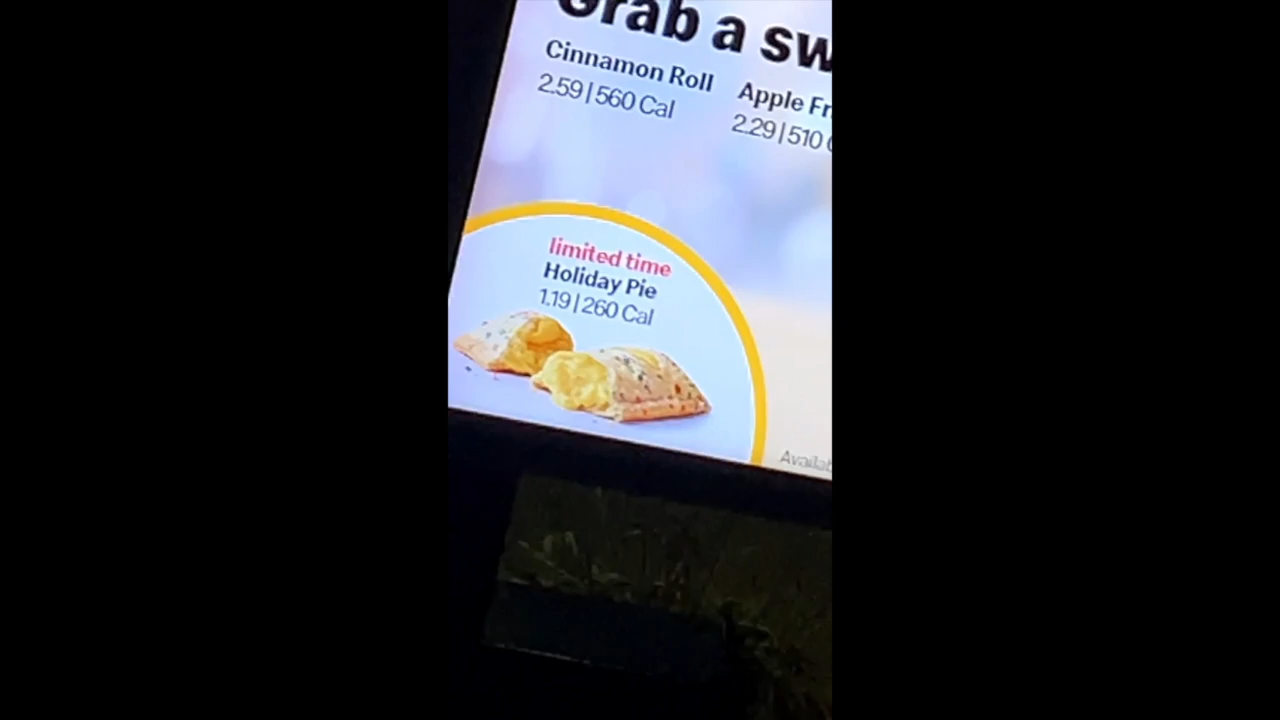 Grab a sw
Cinnamon Roll
2.59|560 Cal
Apple Fr
2.29|510
limited time
Holiday Pie
1.19|260 Cal
Availab